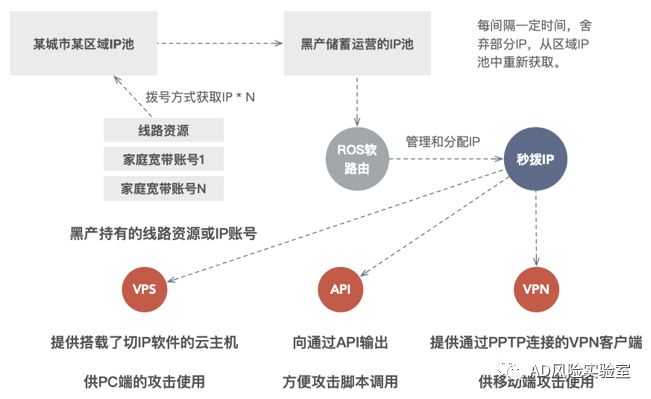 某城市某区域IP池
黑产储蓄运营的IP池
每间隔一定时间，舍
弃部分IP，从区域IP
池中重新获取。
拨号方式获取IP * N
线路资源
家庭宽带账号1
家庭宽带账号N
ROS软
路由
管理和分配IP
秒拨IP
黑产持有的线路资源或IP账号
VPS
API
VPN
提供搭载了切IP软件的云主机
供PC端的攻击使用
向通过API输出
方便攻击脚本调用
提供通过PPTP连接的VPN客户端
供移动端攻击使用
AD风险实验室